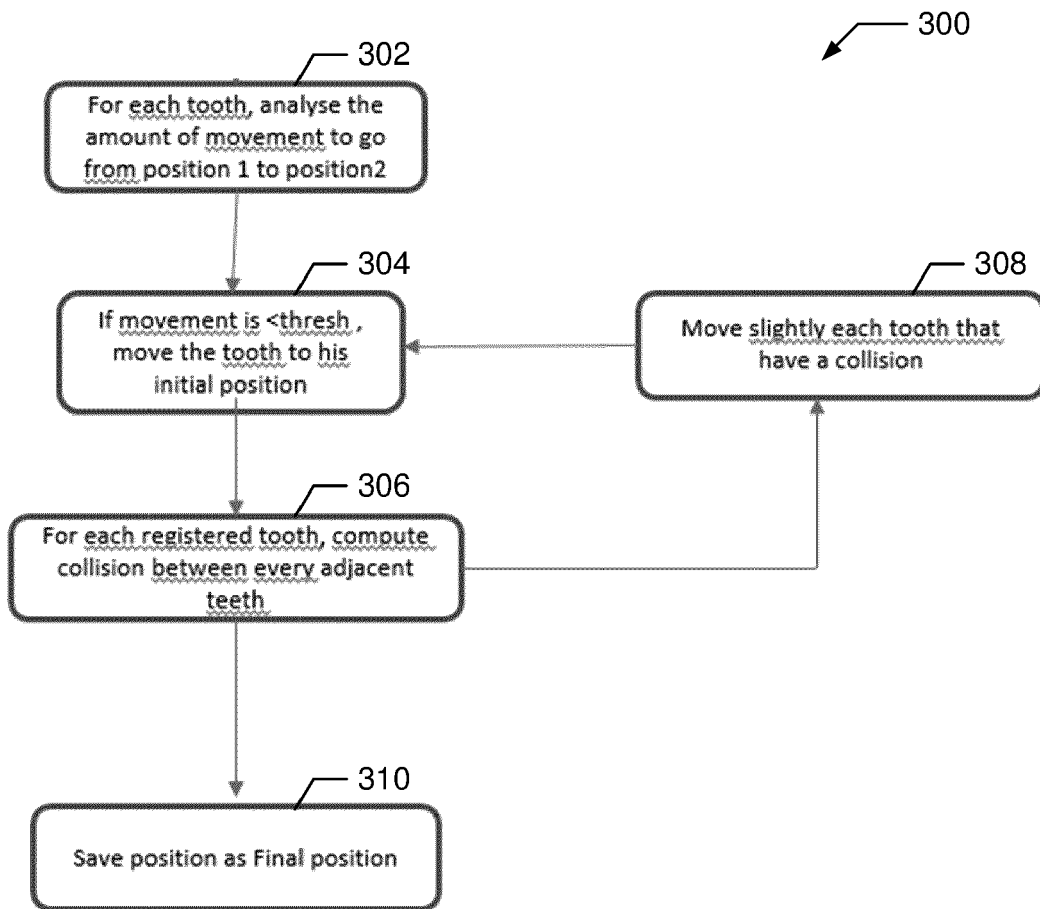 300
302
For each tooth, analyse the
amount of movement to go
from position 1 to position2
304
If movement is <thresh ,
move the tooth to his
initial position
308
Move slightly each tooth that
have a collision
306
For each registered tooth, compute
collision between every adjacent
teeth
310
Save position as Final position